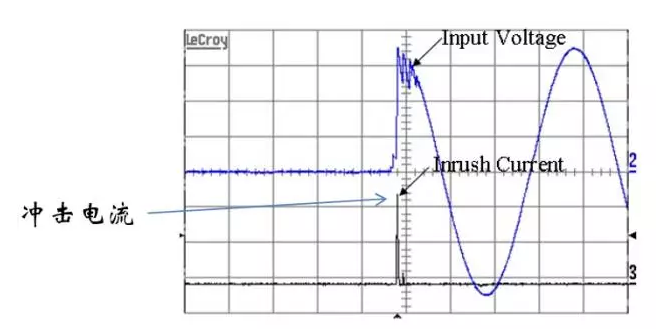 LeCroy
Input Voltage
Inrush Current
2
冲击电流
3